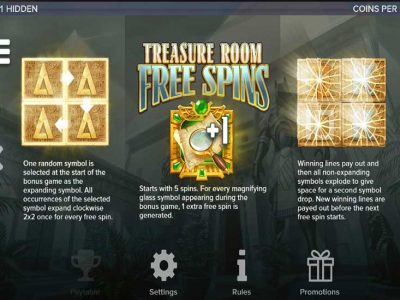 1 HIDDEN
COINS PER
TREASURE ROOM
FREE SPINS
+1
One random symbol is
selected at the start of the
bonus game as the
expanding symbol. All
occurrences of the selected
symbol expand clockwise
2x2 once for every free spin.
Starts with 5 spins. For every magnifying
glass symbol appearing during the
bonus game, 1 extra free spin is
generated.
Winning lines pay out and
then all non-expanding
symbols explode to give
space for a second symbol
drop. New winning lines are
payed out before the next
free spin starts.
Paytable
Settings
Rules
Promotions